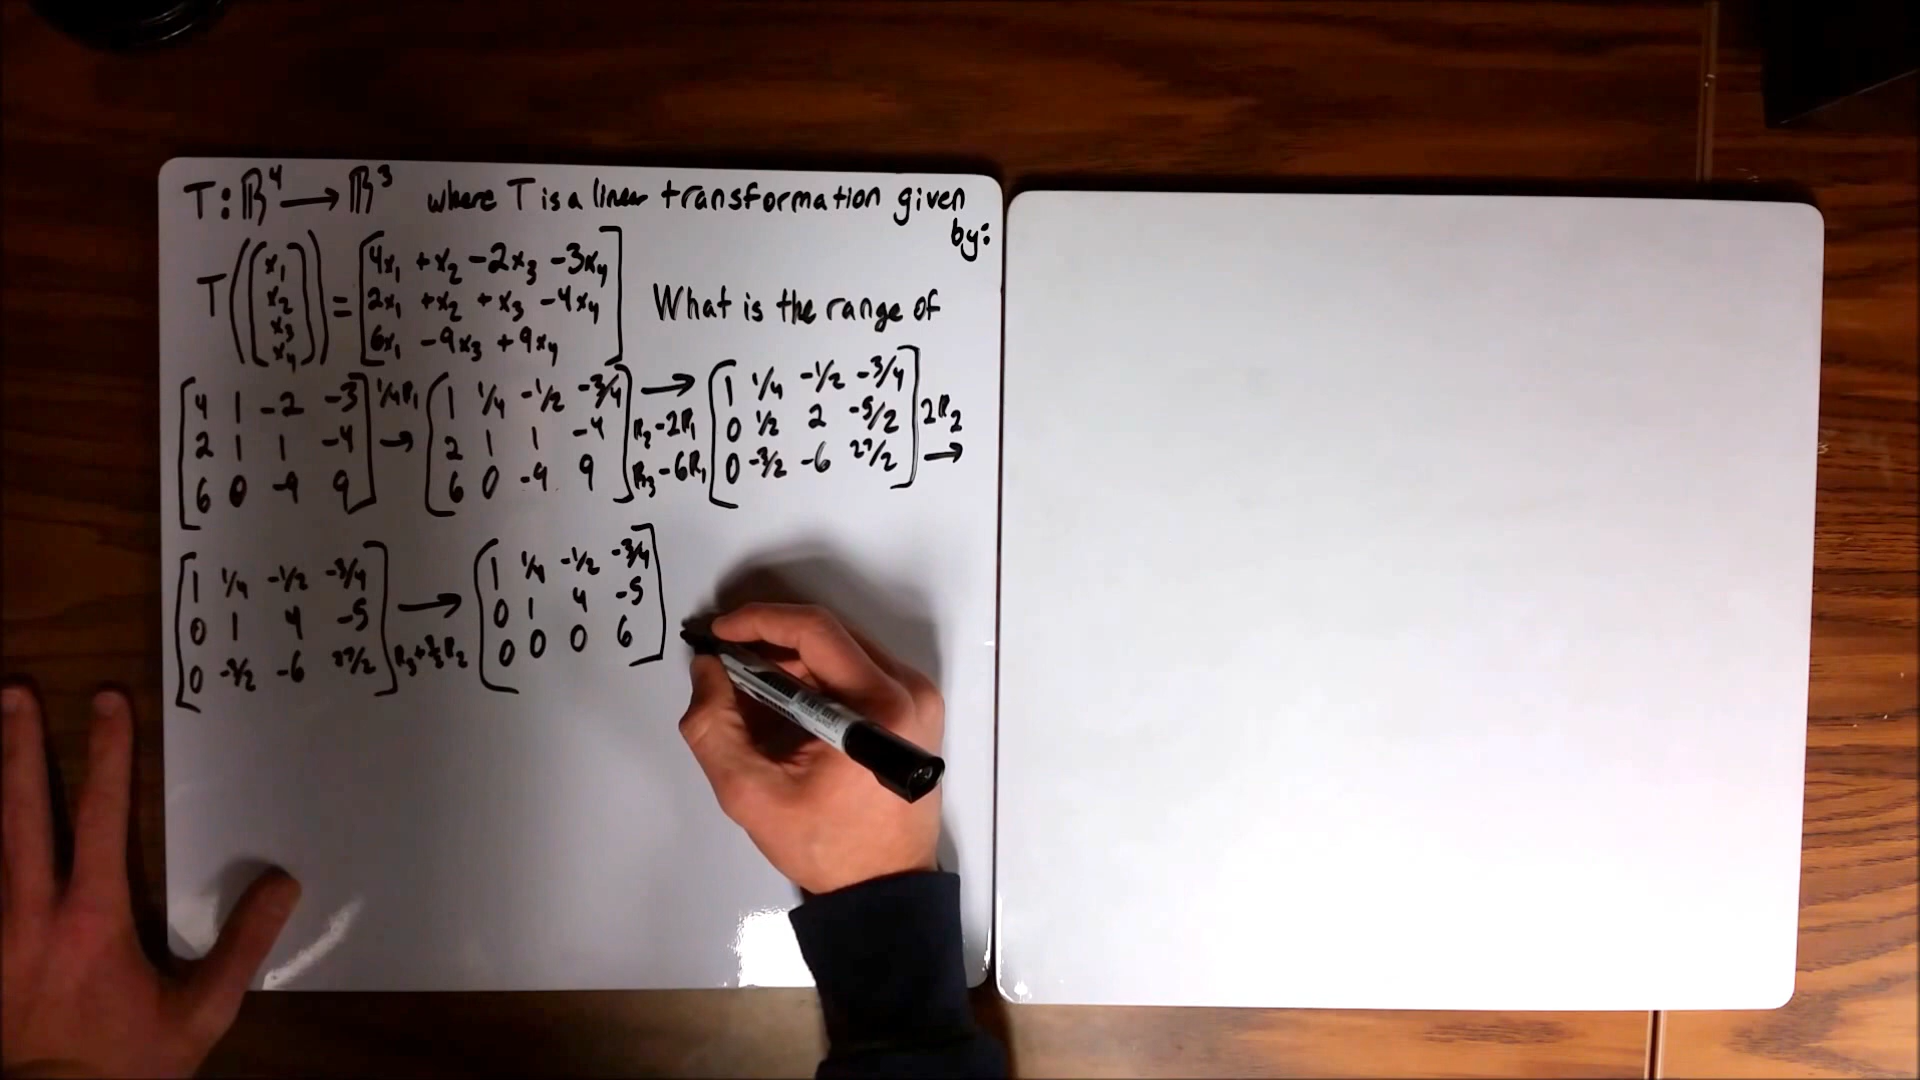 T: ℝ⁴ → ℝ³ where T is a linear transformation given
by:
T([x₁ x₂ x₃ x₄]) = [4x₁ + x₂ - 2x₃ - 3x₄
2x₁ + x₂ + x₃ - 4x₄
6x₁ - 9x₃ + 9x₄]
What is the range of
[4 1 -2 -3
2 1 1 -4
6 0 -9 9]
1/4R₁ →
[1 1/4 -1/2 -3/4
2 1 1 -4
6 0 -9 9]
→ R₂-2R₁
R₃-6R₁
[1 1/4 -1/2 -3/4
0 1/2 2 -5/2
0 -3/2 -6 27/2]
2R₂ →
[1 1/4 -1/2 -3/4
0 1 4 -5
0 -3/2 -6 27/2]
→ R₃+3/2R₂
[1 1/4 -1/2 -3/4
0 1 4 -5
0 0 0 6]